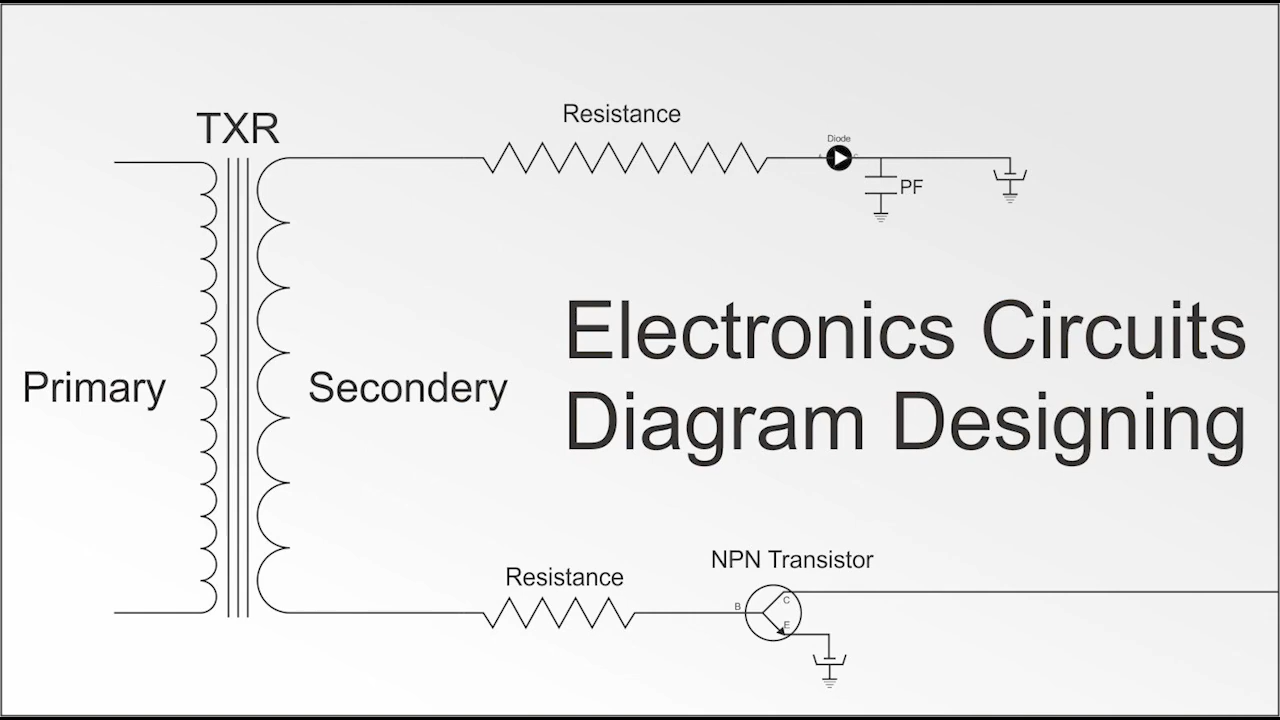 TXR
Resistance
Diode
PF
Electronics Circuits
Diagram Designing
Primary
Secondery
NPN Transistor
Resistance
B
C
E